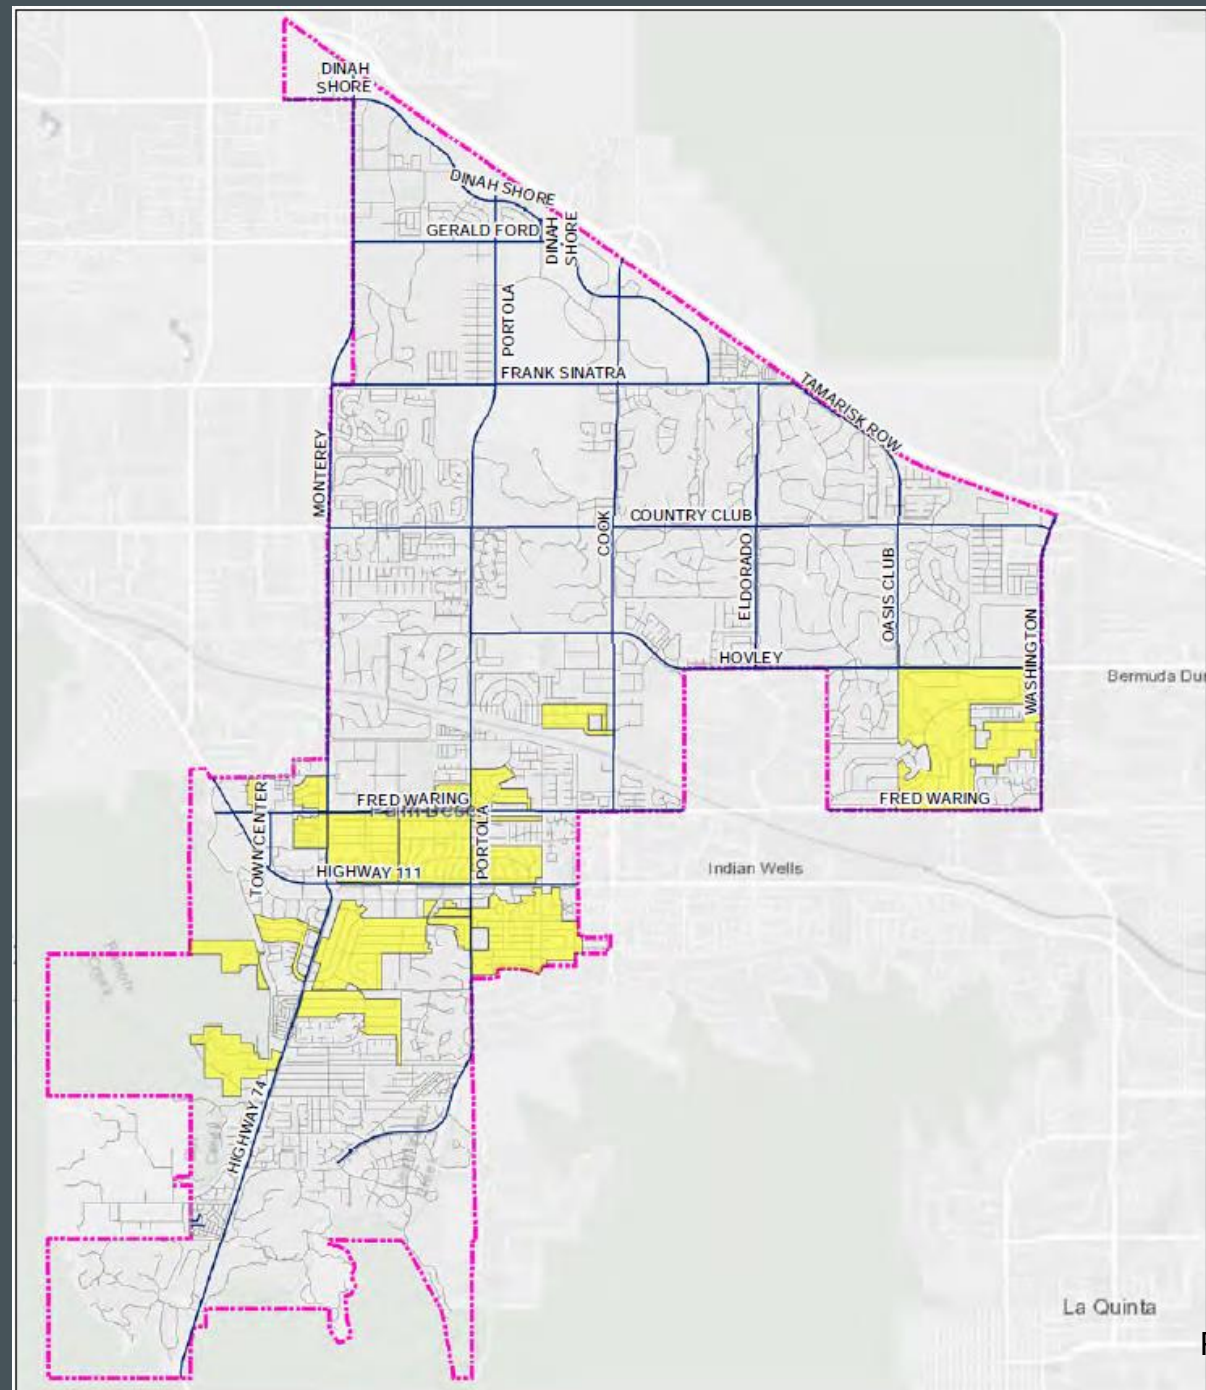 DINAH
SHORE
DINAH SHORE
DINAH
SHORE
GERALD FORD
PORTOLA
FRANK SINATRA
TAMARISK ROW
MONTEREY
COUNTRY CLUB
COOK
ELDORADO
OASIS CLUB
HOVLEY
WASHINGTON
Bermuda Du
FRED WARING
FRED WARING
TOWN CENTER
PORTOLA
HIGHWAY 111
Indian Wells
HIGHWAY 74
La Quinta